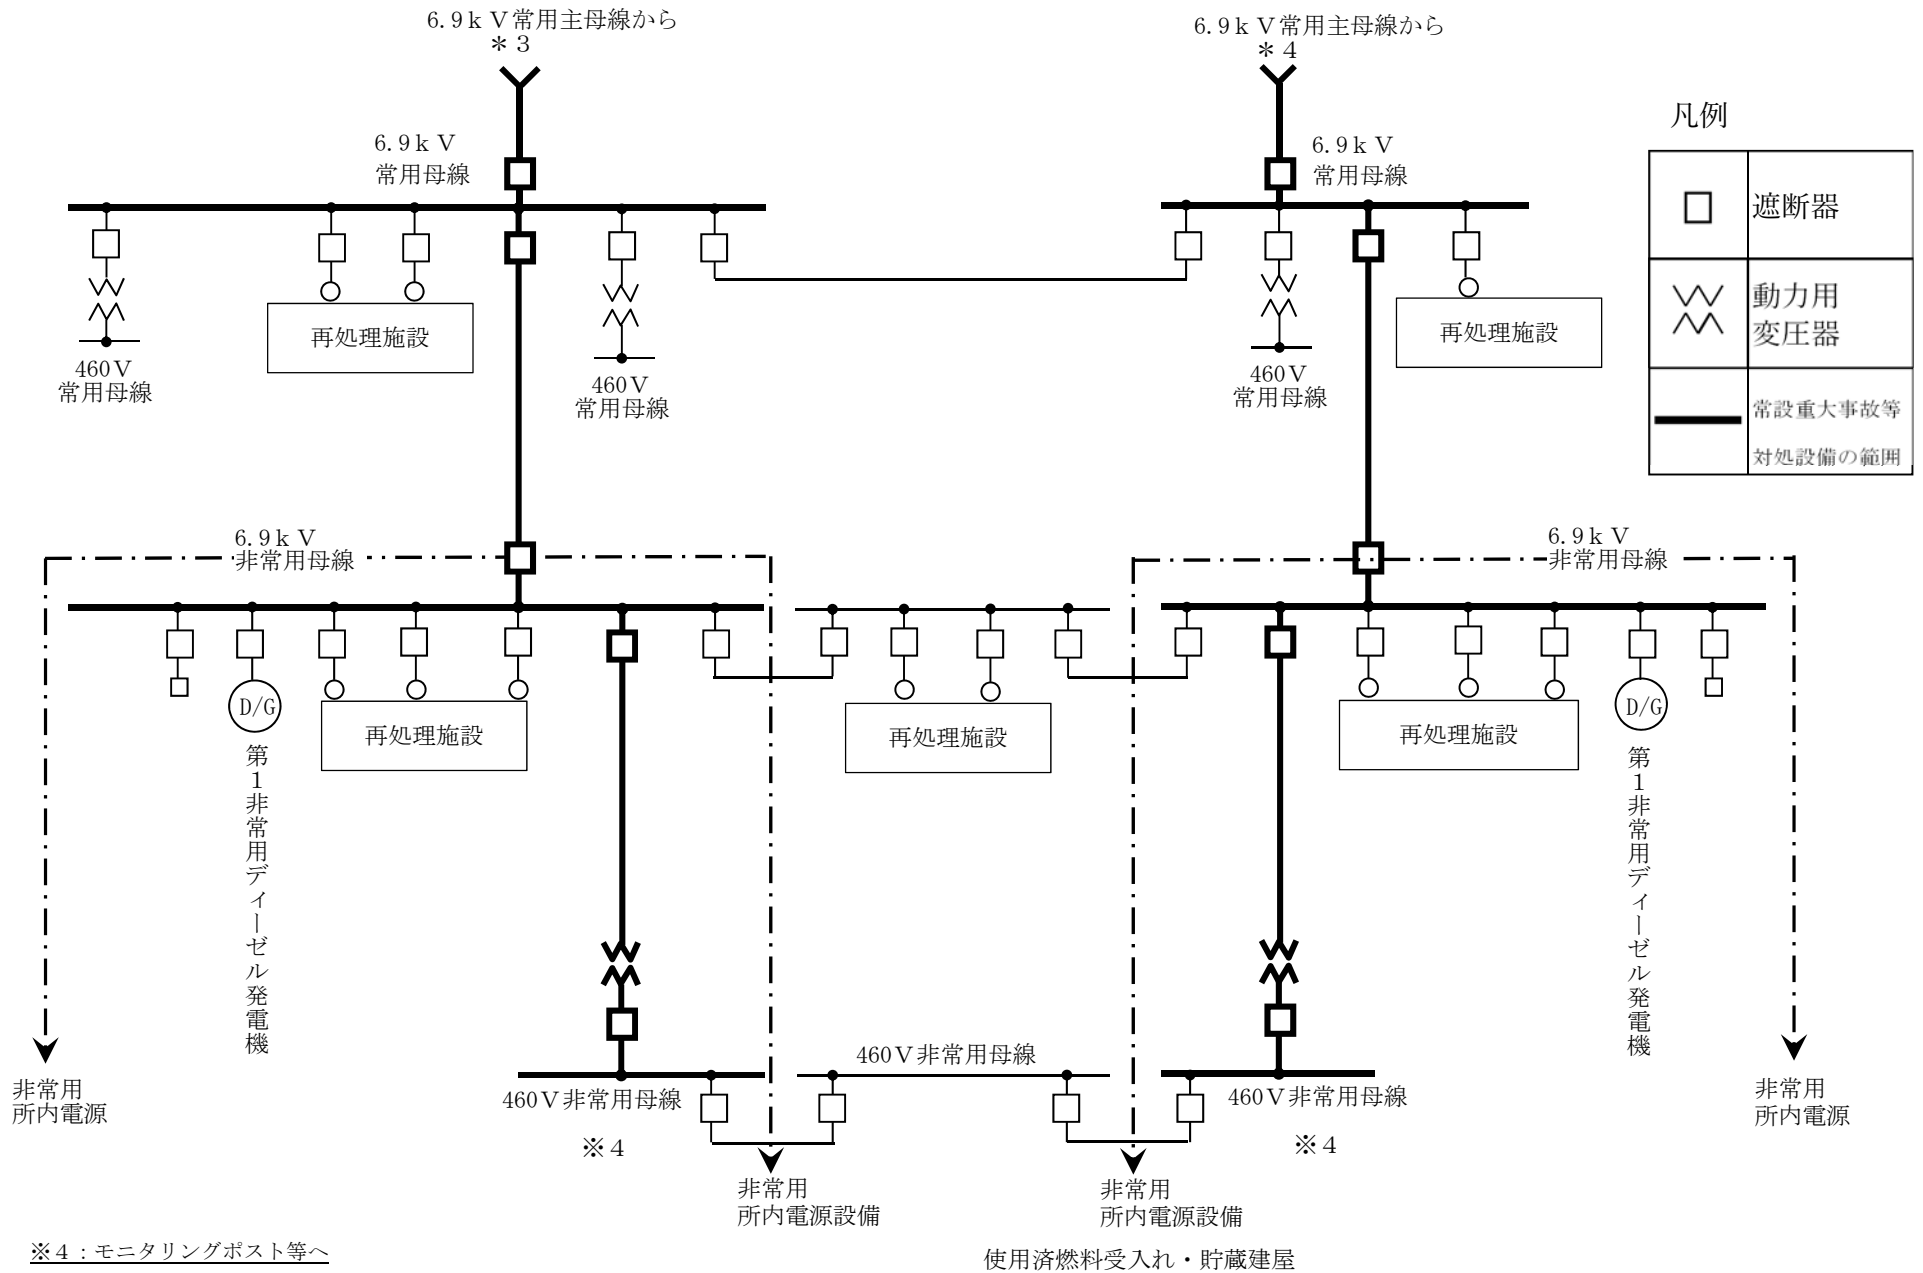 6.9ｋＶ常用主母線から
＊３
6.9ｋＶ常用主母線から
＊４
6.9ｋＶ
常用母線
6.9ｋＶ
常用母線
凡例
遮断器
動力用
変圧器
常設重大事故等
対処設備の範囲
再処理施設
再処理施設
460Ｖ
常用母線
460Ｖ
常用母線
460Ｖ
常用母線
6.9ｋＶ
非常用母線
6.9ｋＶ
非常用母線
D/G
D/G
再処理施設
再処理施設
再処理施設
第１非常用ディーゼル発電機
第１非常用ディーゼル発電機
460Ｖ非常用母線
460Ｖ非常用母線
460Ｖ非常用母線
※４
※４
非常用
所内電源
非常用
所内電源
非常用
所内電源設備
非常用
所内電源設備
※４：モニタリングポスト等へ
使用済燃料受入れ・貯蔵建屋